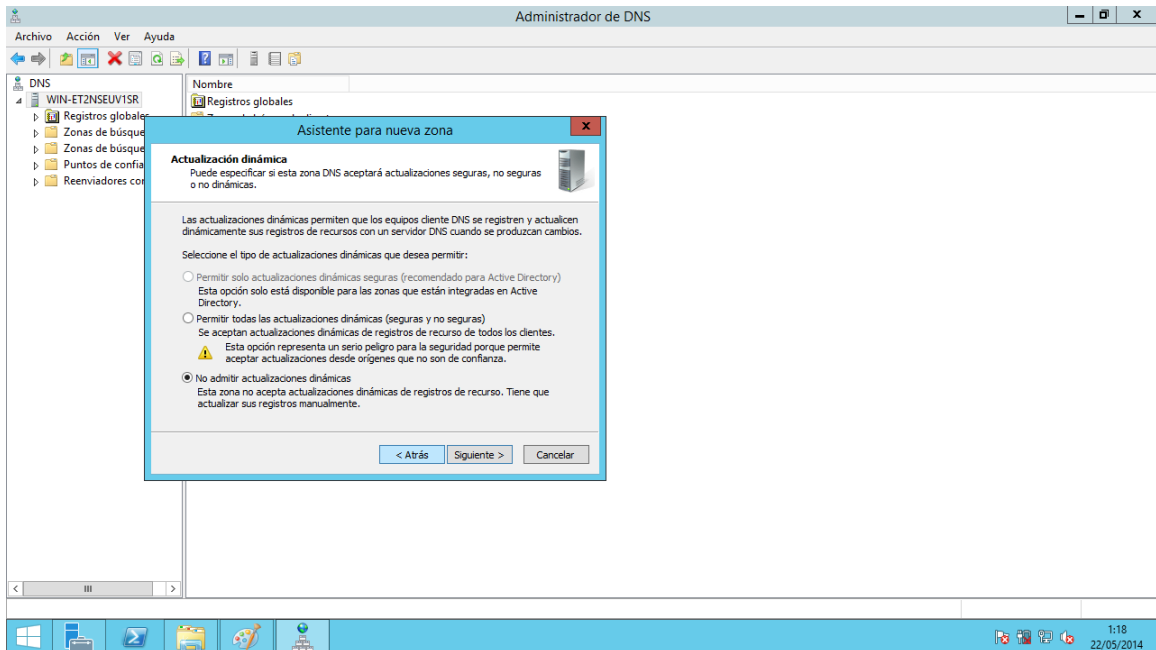 Administrador de DNS
Archivo Acción Ver Ayuda
DNS
WIN-ET2NSEUV1SR
Registros globales
Zonas de búsque
Zonas de búsque
Puntos de confia
Reenviadores cor
Nombre
Registros globales
Asistente para nueva zona
x
Actualización dinámica
Puede especificar si esta zona DNS aceptará actualizaciones seguras, no seguras
o no dinámicas.
Las actualizaciones dinámicas permiten que los equipos cliente DNS se registren y actualicen
dinámicamente sus registros de recursos con un servidor DNS cuando se produzcan cambios.
Seleccione el tipo de actualizaciones dinámicas que desea permitir:
Permitir solo actualizaciones dinámicas seguras (recomendado para Active Directory)
Esta opción solo está disponible para las zonas que están integradas en Active
Directory.
Permitir todas las actualizaciones dinámicas (seguras y no seguras)
Se aceptan actualizaciones dinámicas de registros de recurso de todos los clientes.
Esta opción representa un serio peligro para la seguridad porque permite
aceptar actualizaciones desde orígenes que no son de confianza.
No admitir actualizaciones dinámicas
Esta zona no acepta actualizaciones dinámicas de registros de recurso. Tiene que
actualizar sus registros manualmente.
< Atrás Siguiente > Cancelar
1:18
22/05/2014